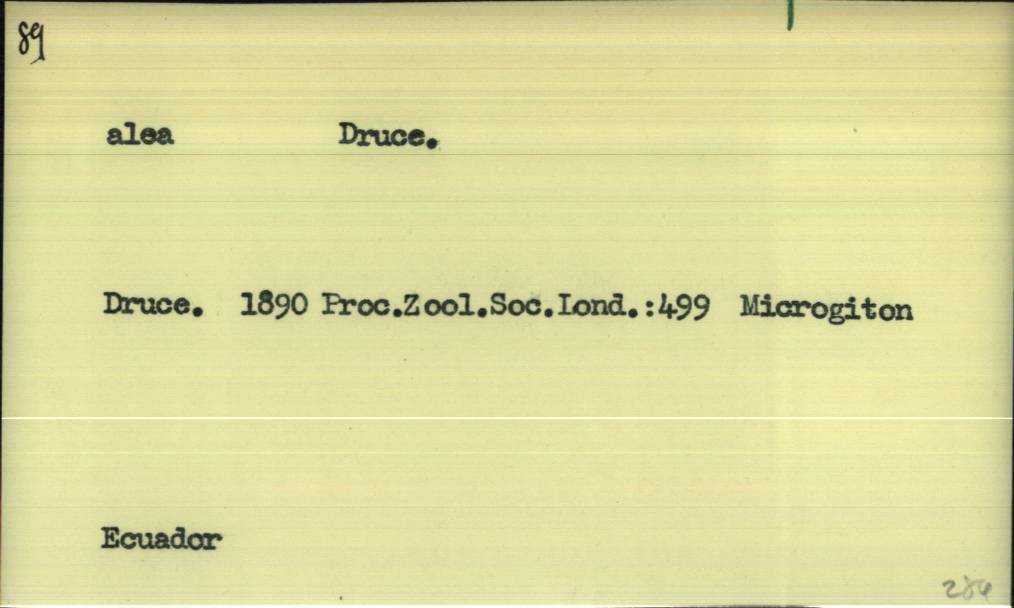 89
alea Druce.
Druce. 1890 Proc.Zool.Soc.Lond.:499 Microgiton
Ecuador